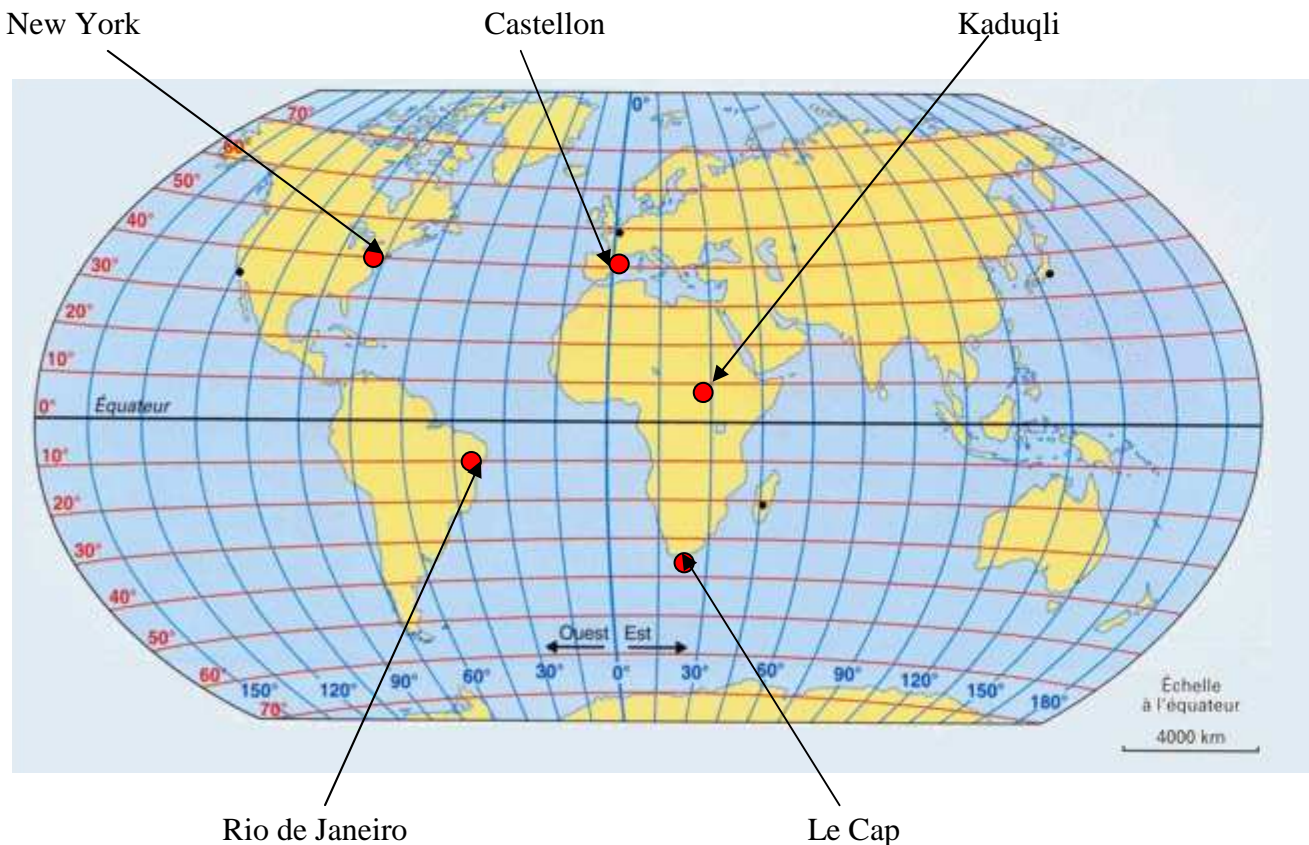 New York Castellon Kaduqli
0°
70°
60°
50°
40°
30°
20°
10°
0° Équateur
10°
20°
30°
40°
50°
60°
70°
Ouest Est
150° 120° 90° 60° 30° 0° 30° 60° 90° 120° 150° 180°
Échelle
à l'équateur
4000 km
Rio de Janeiro Le Cap